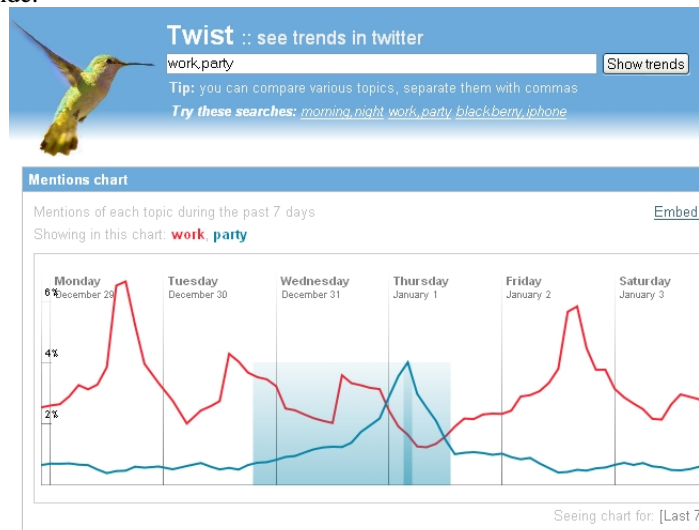 ide.
Twist :: see trends in twitter
work,party
Show trends
Tip: you can compare various topics, separate them with commas
Try these searches: morning,night work,party blackberry,iphone
Mentions chart
Mentions of each topic during the past 7 days
Embed
Showing in this chart: work, party
Monday Tuesday Wednesday Thursday Friday Saturday
December 29 December 30 December 31 January 1 January 2 January 3
6%
4%
2%
Seeing chart for: [Last 7